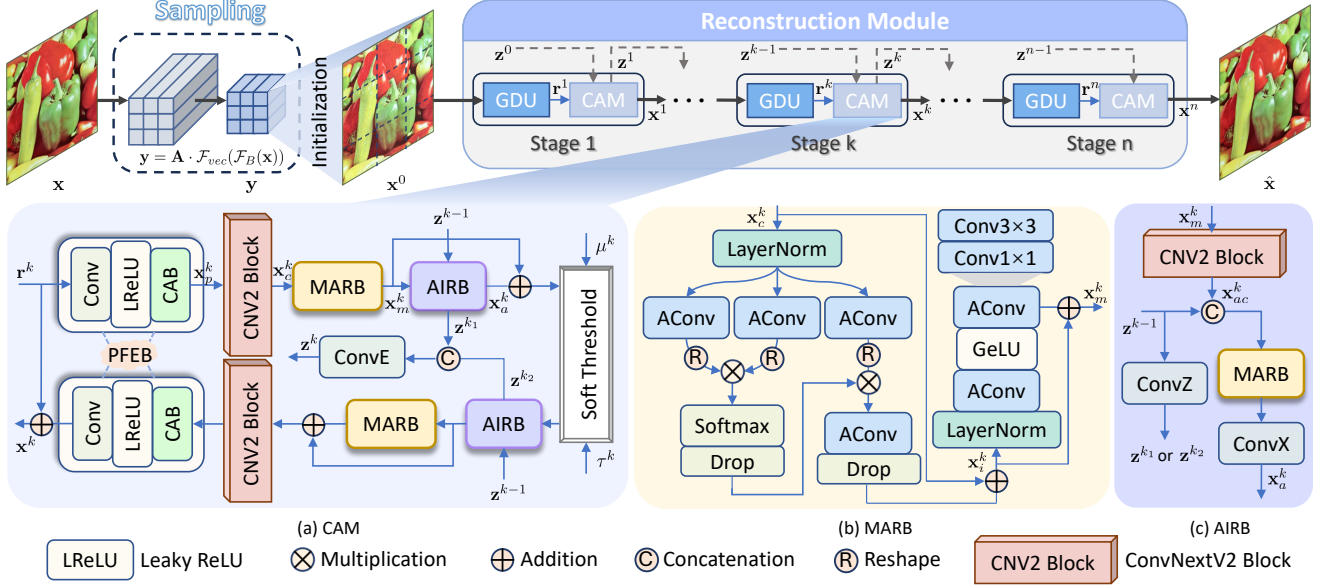 Sampling
Reconstruction Module
z^0
z^1
z^{k-1}
z^k
z^{n-1}
Initialization
GDU
r^1
CAM
x^1
GDU
r^k
CAM
x^k
GDU
r^n
CAM
x^n
Stage 1
Stage k
Stage n
y = A · F_{vec}(F_B(x))
x
y
x^0
x̂
z^{k-1}
μ^k
r^k
Conv
LReLU
CAB
x_p^k
CNV2 Block
x_c^k
MARB
x_m^k
AIRB
x_a^k
z^{k_1}
PFEB
z^k
ConvE
C
z^{k_2}
Soft Threshold
x^k
Conv
LReLU
CAB
CNV2 Block
MARB
AIRB
z^{k-1}
τ^k
x_c^k
LayerNorm
AConv
AConv
AConv
R
R
R
Softmax
Drop
AConv
Drop
Conv3×3
Conv1×1
AConv
GeLU
AConv
LayerNorm
x_i^k
x_m^k
x_m^k
CNV2 Block
x_{ac}^k
z^{k-1}
C
ConvZ
MARB
ConvX
z^{k_1} or z^{k_2}
x_a^k
(a) CAM
(b) MARB
(c) AIRB
LReLU
Leaky ReLU
Multiplication
Addition
C
Concatenation
R
Reshape
CNV2 Block
ConvNextV2 Block